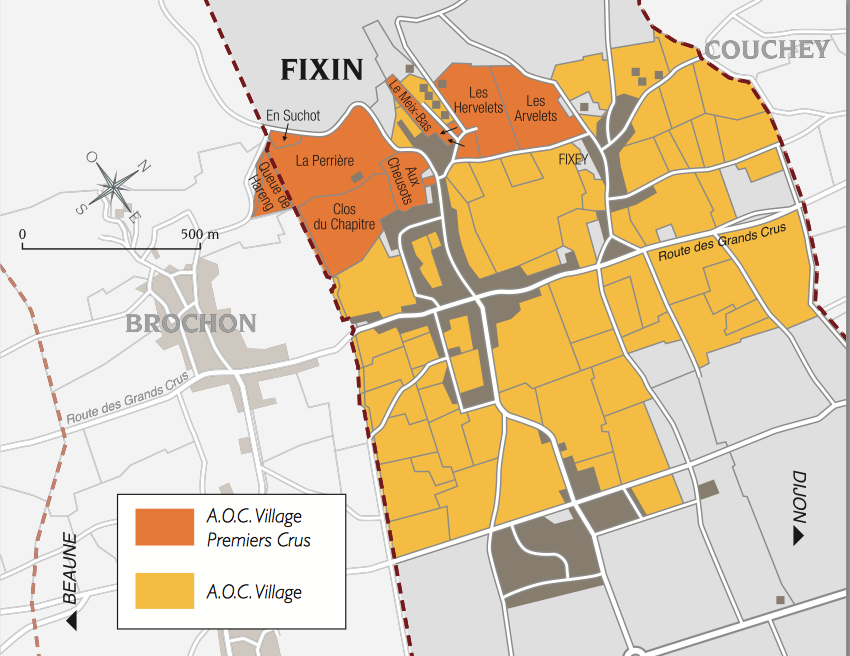 COUCHEY
FIXIN
Le Meix-Bas
Les
Hervelets
Les
Arvelets
En Suchot
FIXEY
La Perrière
Aux
Cheusots
Queue de
Hareng
Clos
du Chapitre
O
N
S
E
0
500 m
Route des Grands Crus
BROCHON
Route des Grands Crus
DIJON
BEAUNE
A.O.C. Village
Premiers Crus
A.O.C. Village